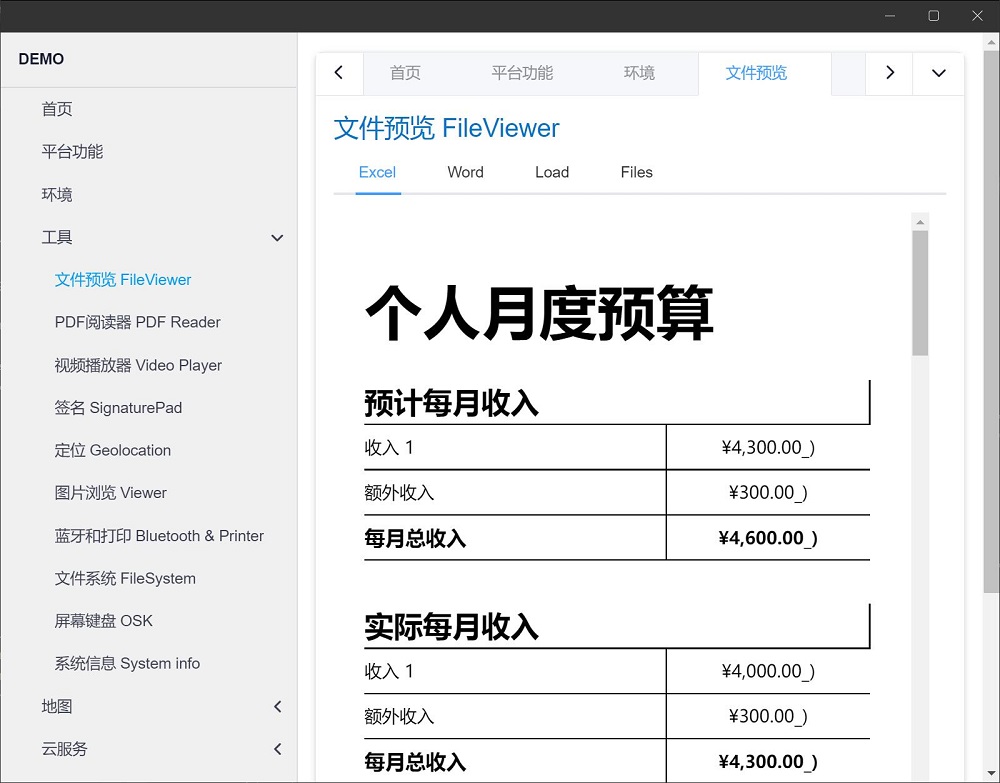 DEMO
首页
平台功能
环境
工具
文件预览 FileViewer
PDF阅读器 PDF Reader
视频播放器 Video Player
签名 SignaturePad
定位 Geolocation
图片浏览 Viewer
蓝牙和打印 Bluetooth & Printer
文件系统 FileSystem
屏幕键盘 OSK
系统信息 System info
地图
云服务
首页 平台功能 环境 文件预览
文件预览 FileViewer
Excel Word Load Files
个人月度预算
预计每月收入
收入 1 ¥4,300.00_)
额外收入 ¥300.00_)
每月总收入 ¥4,600.00_)
实际每月收入
收入 1 ¥4,000.00_)
额外收入 ¥300.00_)
每月总收入 ¥4,300.00_)